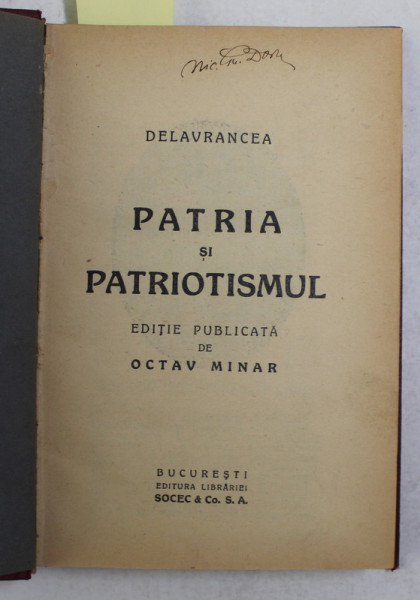 DELAVRANCEA
PATRIA
ȘI
PATRIOTISMUL
EDIȚIE PUBLICATĂ
DE
OCTAV MINAR
BUCUREȘTI
EDITURA LIBRĂRIEI
SOCEC & Co. S. A.